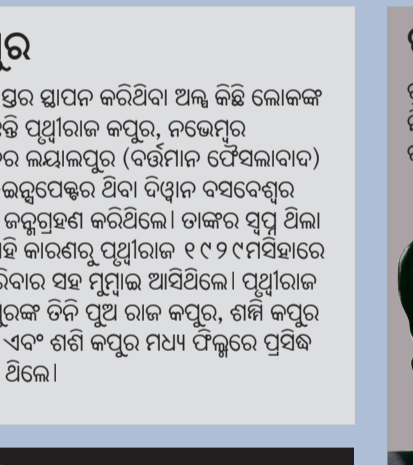 ପୁର
ସ୍ତର ସ୍ଥାପନ କରିଥିବା ଅଳ୍ପ କିଛି ଲୋକଙ୍କ
ପୃଥ୍ୱୀରାଜ କପୁର, ନଭେମ୍ବର
ର ଲୟାଲପୁର (ବର୍ତ୍ତମାନ ଫୈସଲାବାଦ)
ଇନ୍ସପେକ୍ଟର ଥିବା ଦିୱାନ ବସବେଶ୍ୱର
ଜନ୍ମଗ୍ରହଣ କରିଥିଲେ। ତାଙ୍କର ସ୍ୱପ୍ନ ଥିଲା
ହି କାରଣରୁ ପୃଥ୍ୱୀରାଜ ୧୯୨୯ମସିହାରେ
ରିବାର ସହ ମୁମ୍ବାଇ ଆସିଥିଲେ। ପୃଥ୍ୱୀରାଜ
ପୁରଙ୍କ ତିନି ପୁଅ ରାଜ କପୁର, ଶମ୍ମି କପୁର
ଏବଂ ଶଶି କପୁର ମଧ୍ୟ ଫିଲ୍ମରେ ପ୍ରସିଦ୍ଧ
ଥିଲେ।